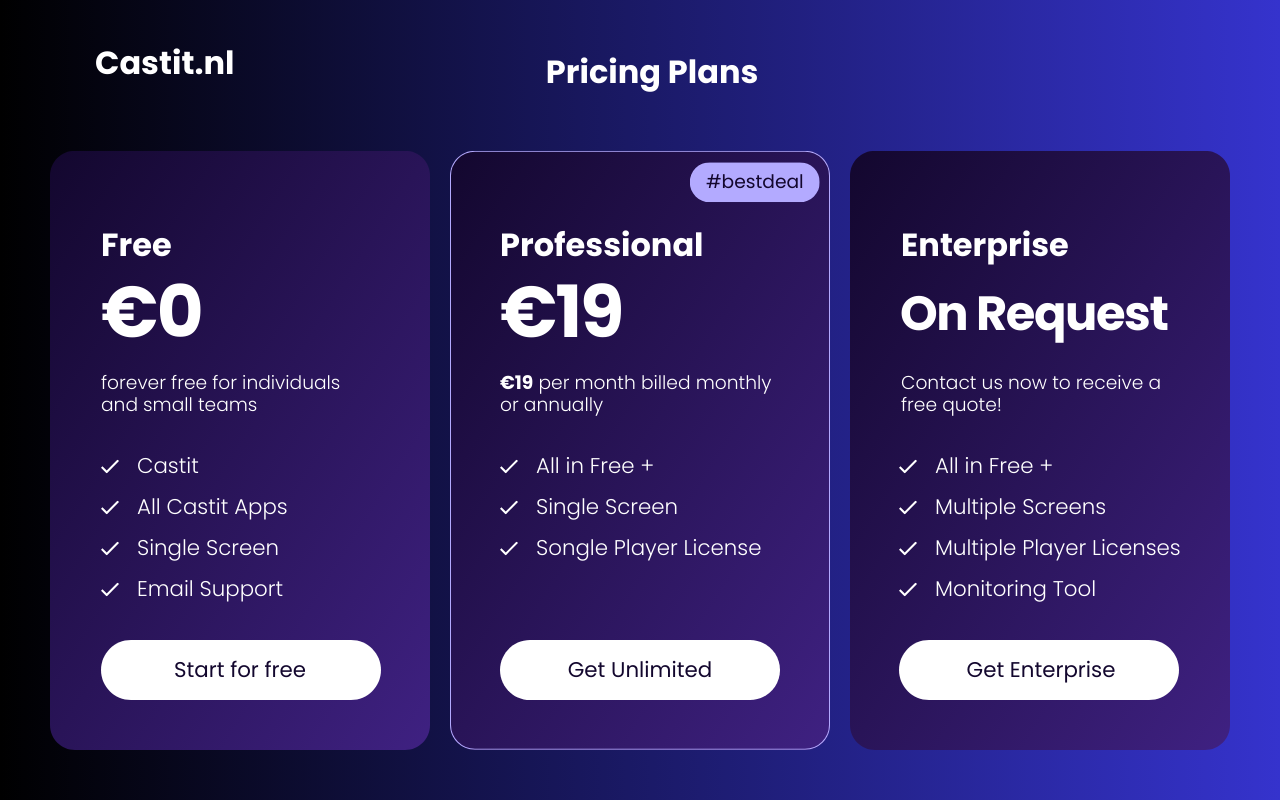 Castit.nl
Pricing Plans
Free
€0
forever free for individuals
and small teams
Castit
All Castit Apps
Single Screen
Email Support
Start for free
#bestdeal
Professional
€19
€19 per month billed monthly
or annually
All in Free +
Single Screen
Songle Player License
Get Unlimited
Enterprise
On Request
Contact us now to receive a
free quote!
All in Free +
Multiple Screens
Multiple Player Licenses
Monitoring Tool
Get Enterprise